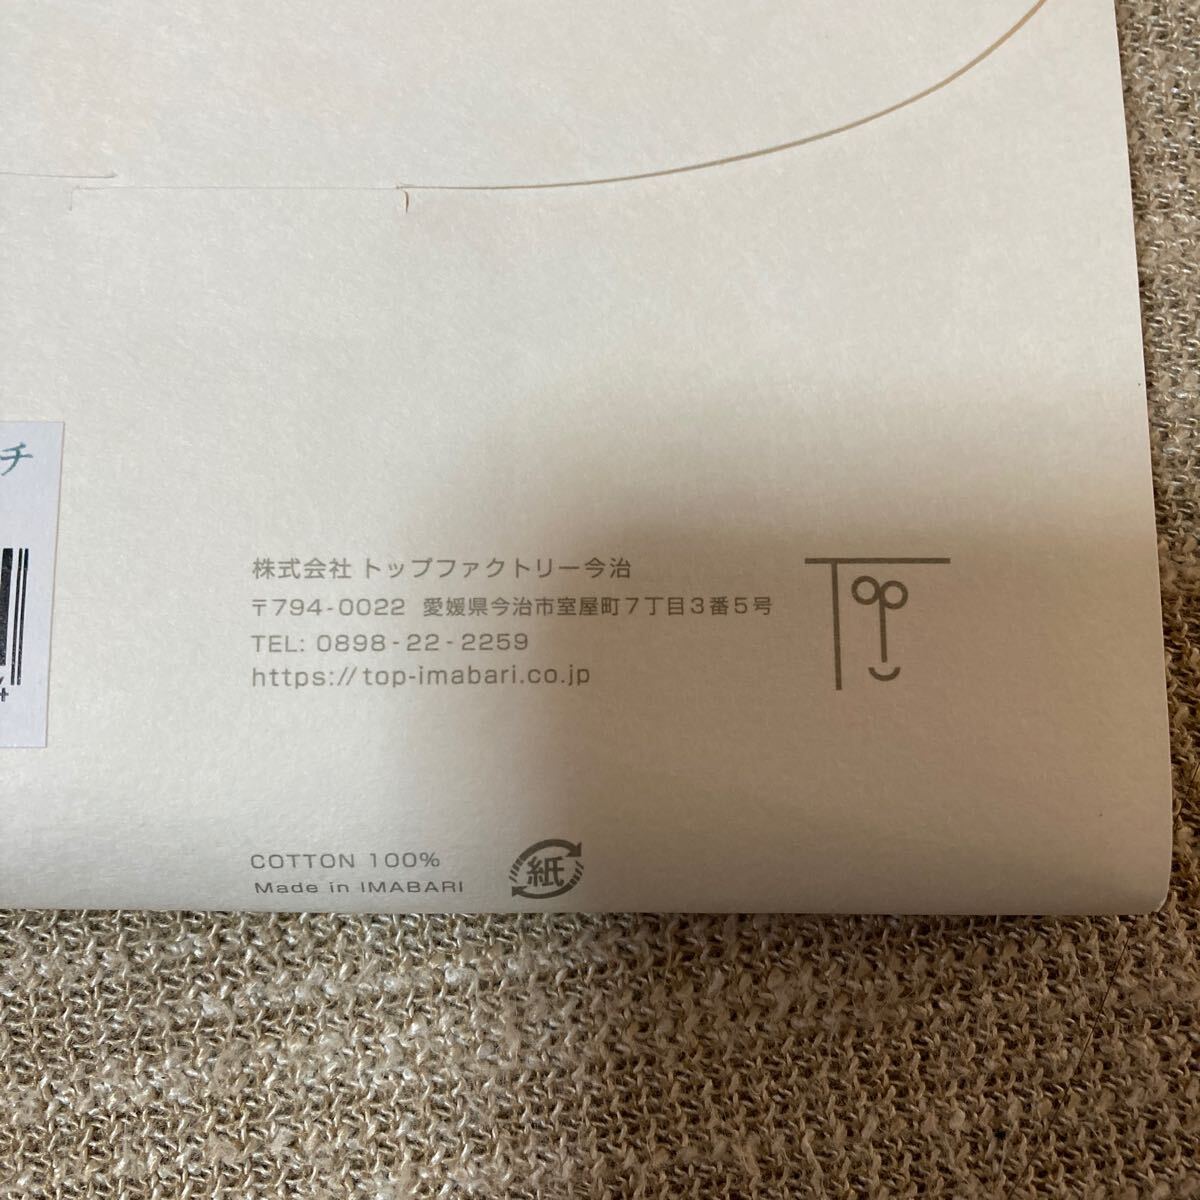 チ
株式会社 トップファクトリー今治
〒794-0022 愛媛県今治市室屋町7丁目3番5号
TEL: 0898-22-2259
https://top-imabari.co.jp
Top
COTTON 100%
Made in IMABARI
紙